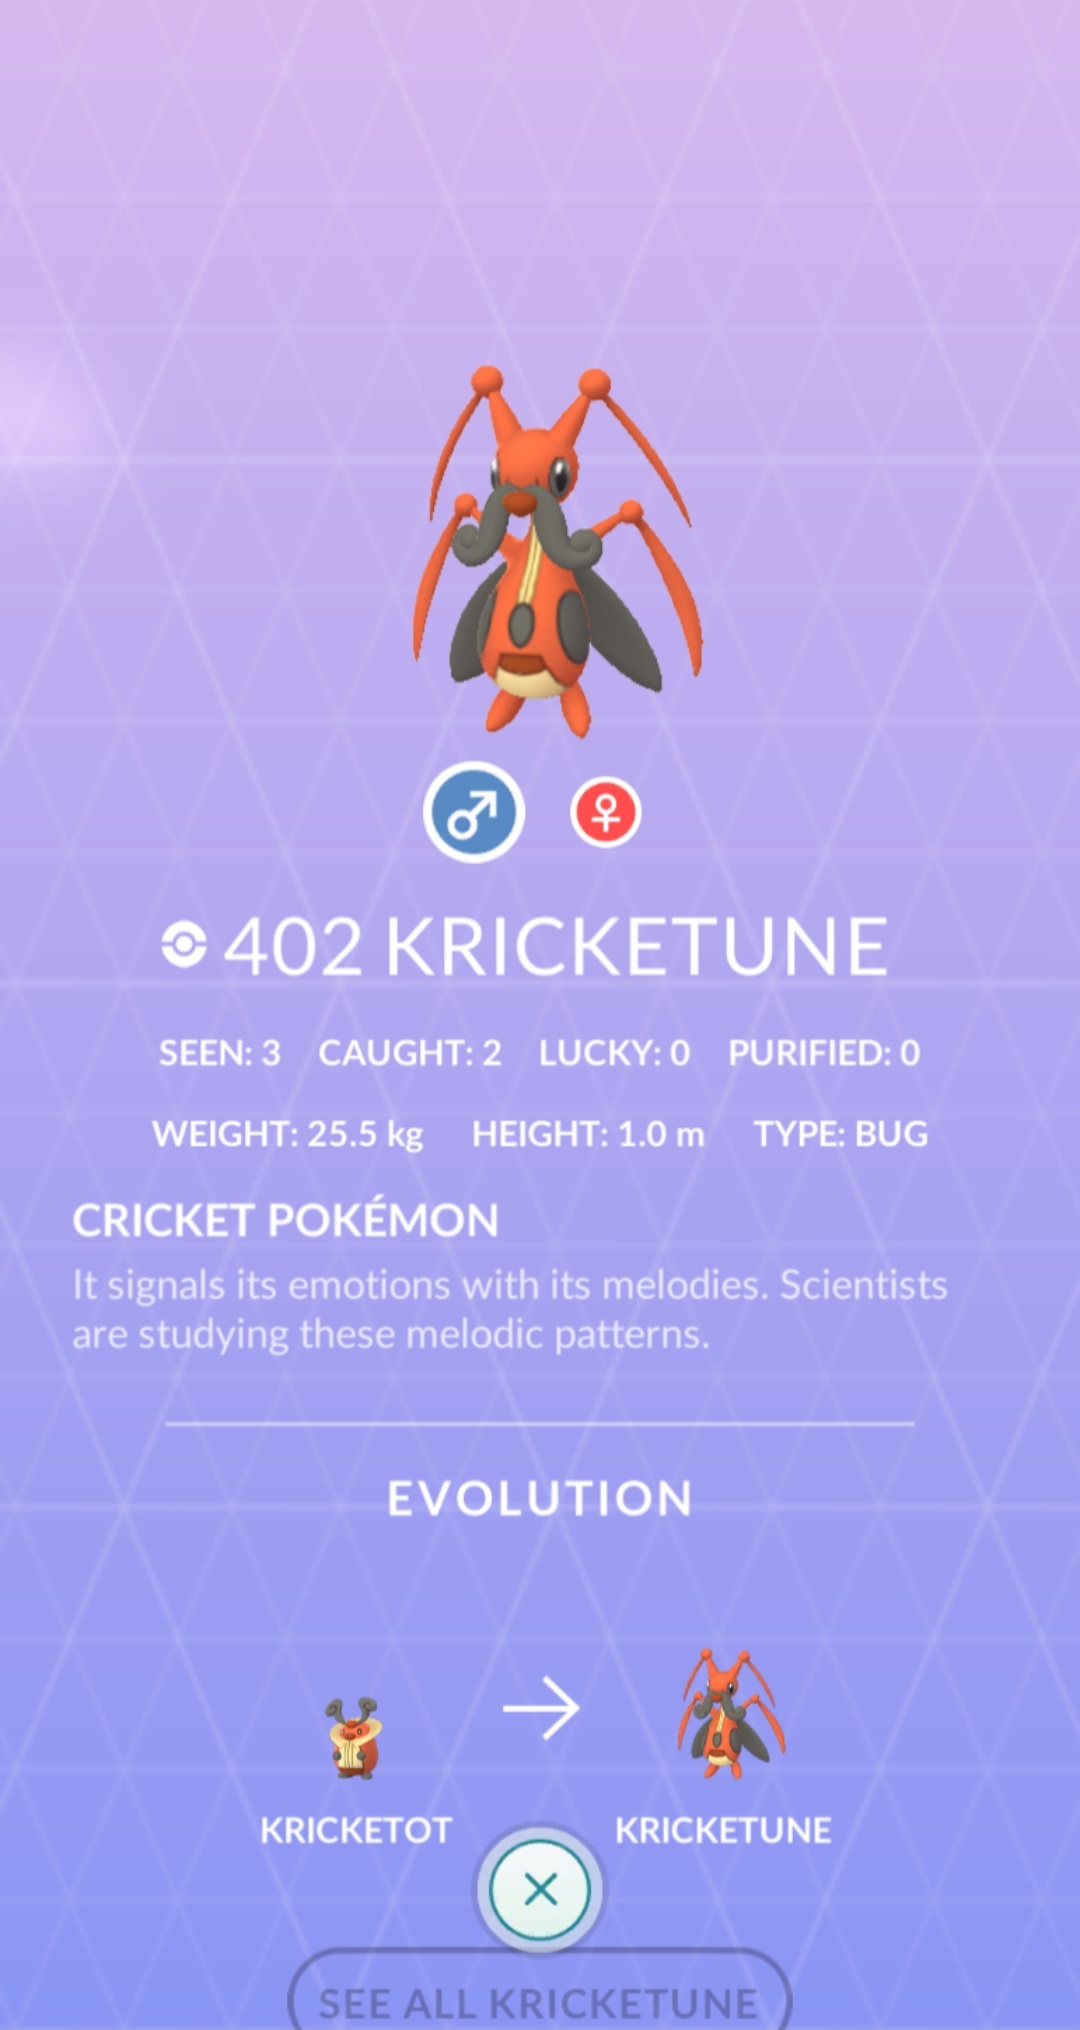 402 KRICKETUNE
SEEN: 3 CAUGHT: 2 LUCKY: 0 PURIFIED: 0
WEIGHT: 25.5 kg HEIGHT: 1.0 m TYPE: BUG
CRICKET POKÉMON
It signals its emotions with its melodies. Scientists
are studying these melodic patterns.
EVOLUTION
KRICKETOT KRICKETUNE
SEE ALL KRICKETUNE